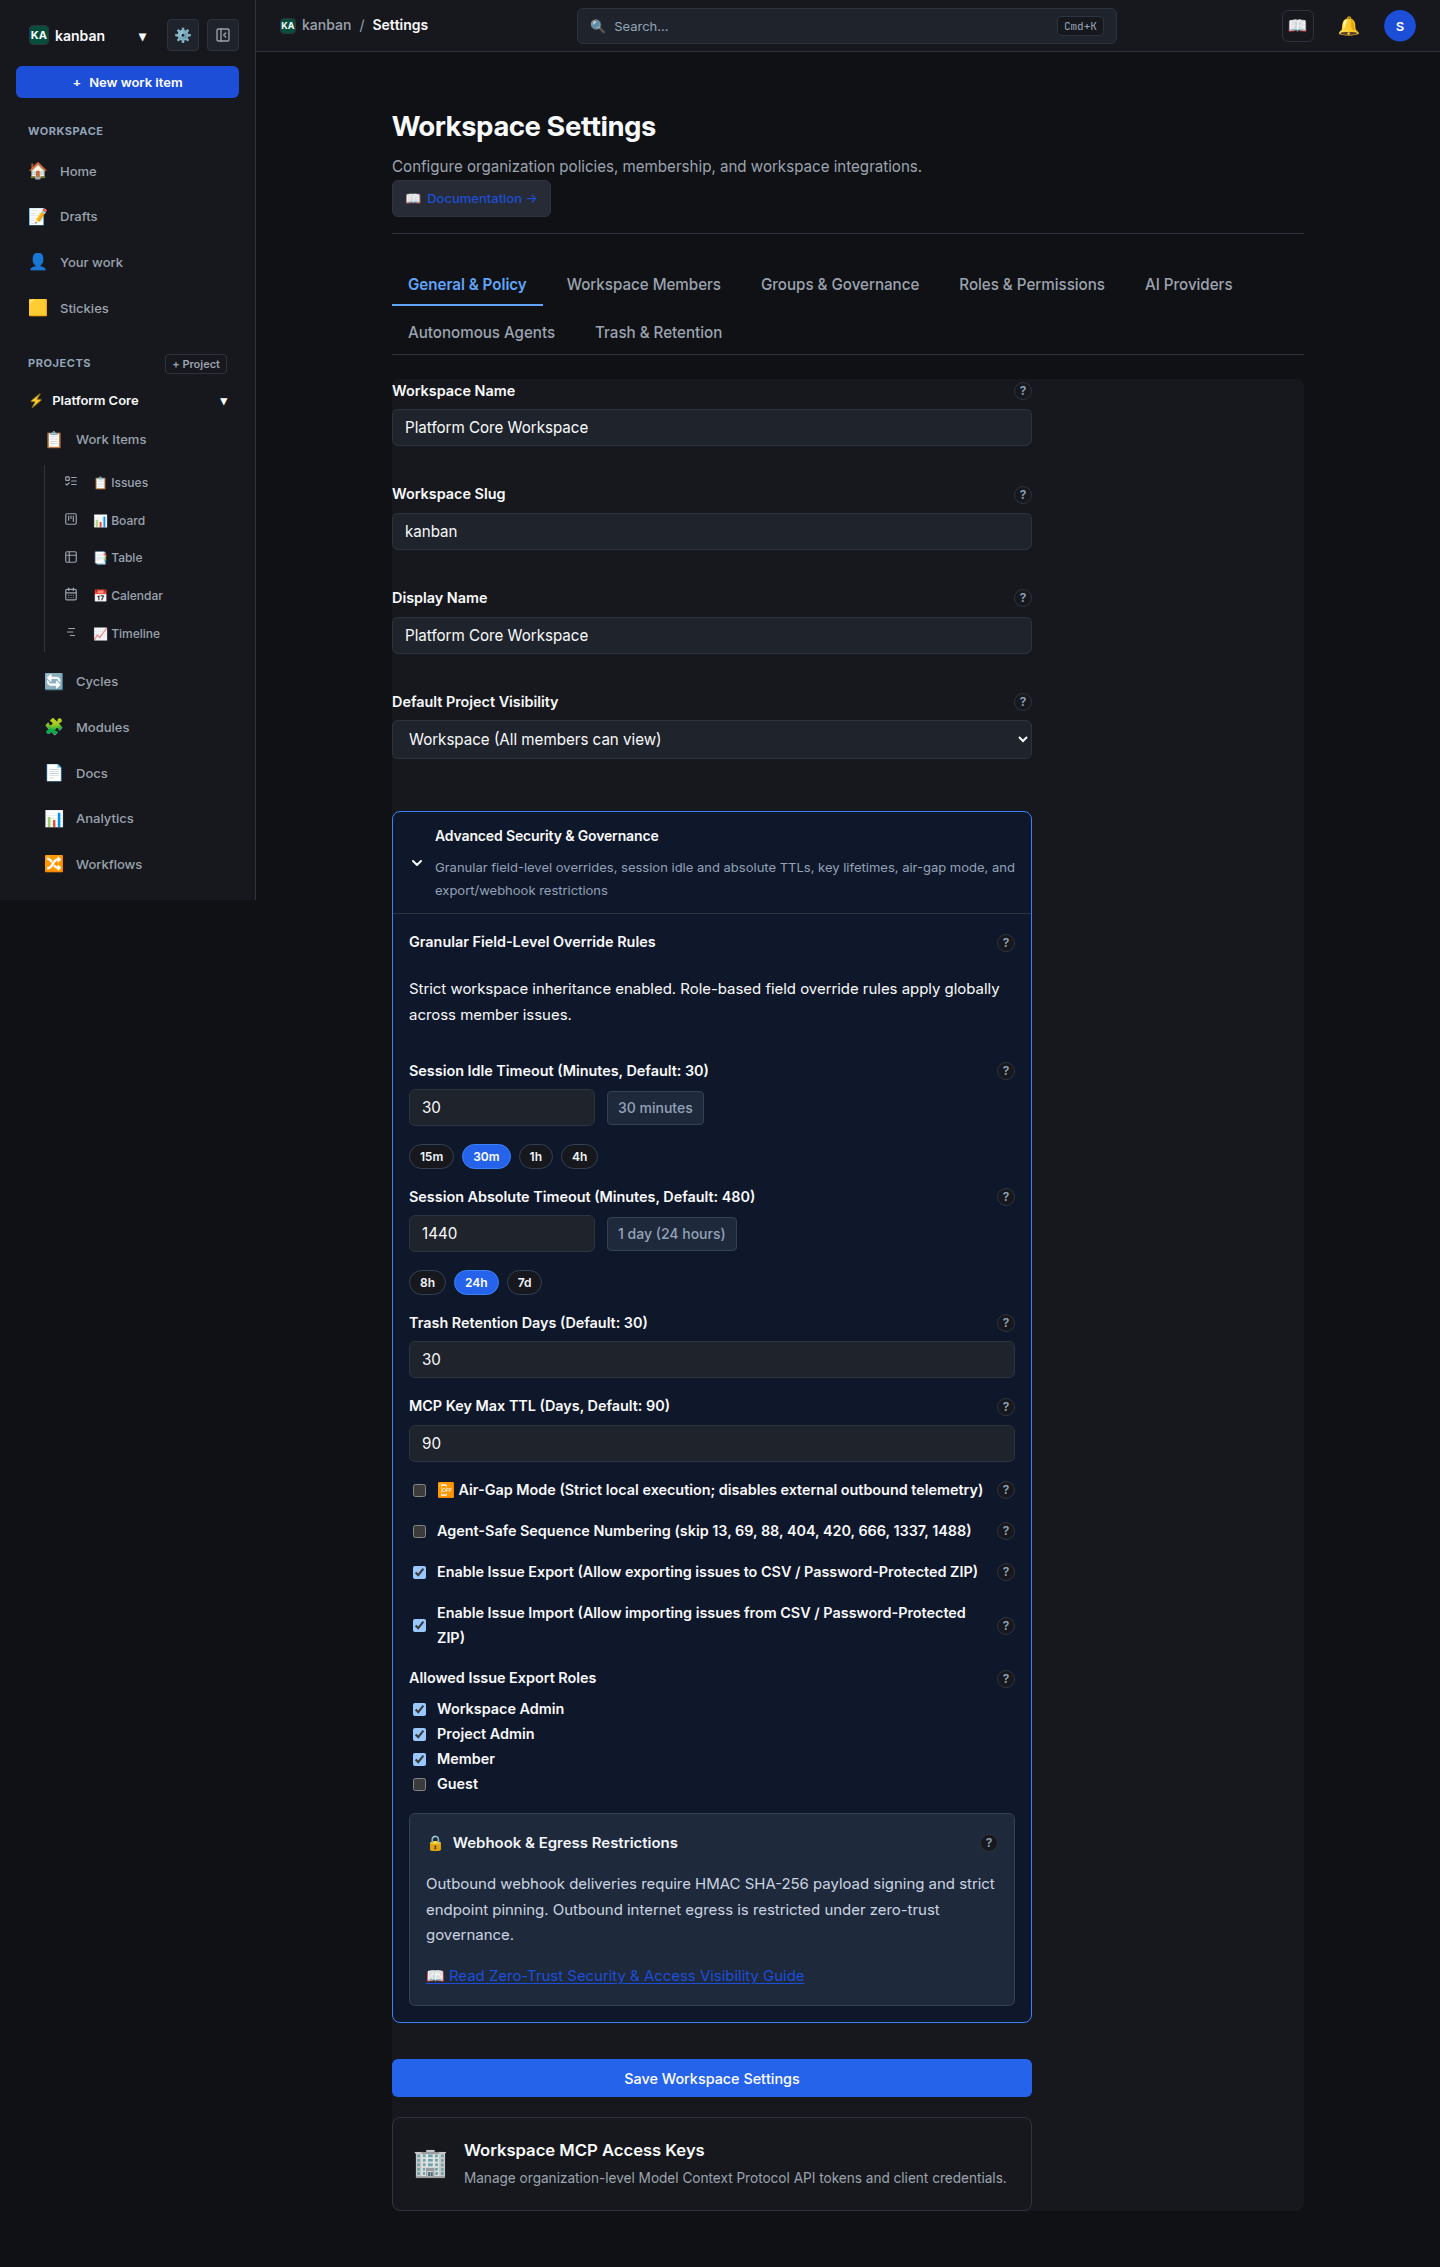 KA kanban ▾
+ New work item
WORKSPACE
🏠 Home
📝 Drafts
👤 Your work
🟨 Stickies
PROJECTS
+ Project
⚡ Platform Core ▾
📋 Work Items
📋 Issues
📊 Board
📑 Table
📅 Calendar
📈 Timeline
🔄 Cycles
🧩 Modules
📄 Docs
📊 Analytics
🔀 Workflows
KA kanban / Settings
🔍 Search...
Cmd+K
S
Workspace Settings
Configure organization policies, membership, and workspace integrations.
📖 Documentation →
General & Policy
Workspace Members
Groups & Governance
Roles & Permissions
AI Providers
Autonomous Agents
Trash & Retention
Workspace Name ?
Platform Core Workspace
Workspace Slug ?
kanban
Display Name ?
Platform Core Workspace
Default Project Visibility ?
Workspace (All members can view)
Advanced Security & Governance
Granular field-level overrides, session idle and absolute TTLs, key lifetimes, air-gap mode, and
export/webhook restrictions
Granular Field-Level Override Rules ?
Strict workspace inheritance enabled. Role-based field override rules apply globally
across member issues.
Session Idle Timeout (Minutes, Default: 30) ?
30
30 minutes
15m 30m 1h 4h
Session Absolute Timeout (Minutes, Default: 480) ?
1440
1 day (24 hours)
8h 24h 7d
Trash Retention Days (Default: 30) ?
30
MCP Key Max TTL (Days, Default: 90) ?
90
📴 Air-Gap Mode (Strict local execution; disables external outbound telemetry) ?
Agent-Safe Sequence Numbering (skip 13, 69, 88, 404, 420, 666, 1337, 1488) ?
Enable Issue Export (Allow exporting issues to CSV / Password-Protected ZIP) ?
Enable Issue Import (Allow importing issues from CSV / Password-Protected
ZIP) ?
Allowed Issue Export Roles ?
Workspace Admin
Project Admin
Member
Guest
🔒 Webhook & Egress Restrictions ?
Outbound webhook deliveries require HMAC SHA-256 payload signing and strict
endpoint pinning. Outbound internet egress is restricted under zero-trust
governance.
📖 Read Zero-Trust Security & Access Visibility Guide
Save Workspace Settings
🏢 Workspace MCP Access Keys
Manage organization-level Model Context Protocol API tokens and client credentials.